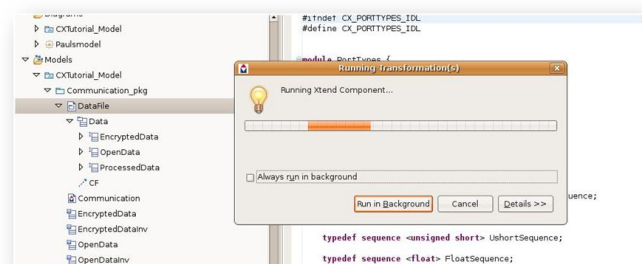 Diagrams
CXTutorial_Model
Paulsmodel
Models
CXTutorial_Model
Communication_pkg
DataFile
Data
EncryptedData
OpenData
ProcessedData
CF
Communication
EncryptedData
EncryptedDataInv
OpenData
OpenDataInv
#ifndef CX_PORTTYPES_IDL
#define CX_PORTTYPES_IDL
module PortTypes {
Running Transformation(s)
Running Xtend Component...
Always run in background
Run in Background
Cancel
Details >>
uence;
typedef sequence <unsigned short> UshortSequence;
typedef sequence <float> FloatSequence;